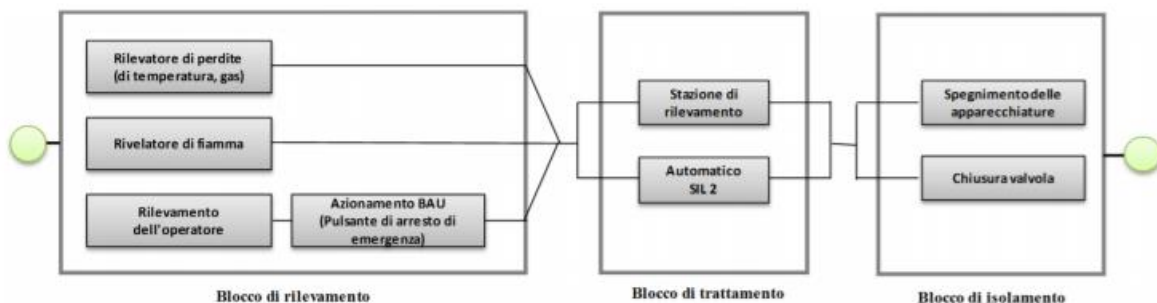 Rilevatore di perdite
(di temperatura, gas)
Rivelatore di fiamma
Rilevamento
dell'operatore
Azionamento BAU
(Pulsante di arresto di
emergenza)
Blocco di rilevamento
Stazione di
rilevamento
Automatico
SIL 2
Blocco di trattamento
Spegnimento delle
apparecchiature
Chiusura valvola
Blocco di isolamento